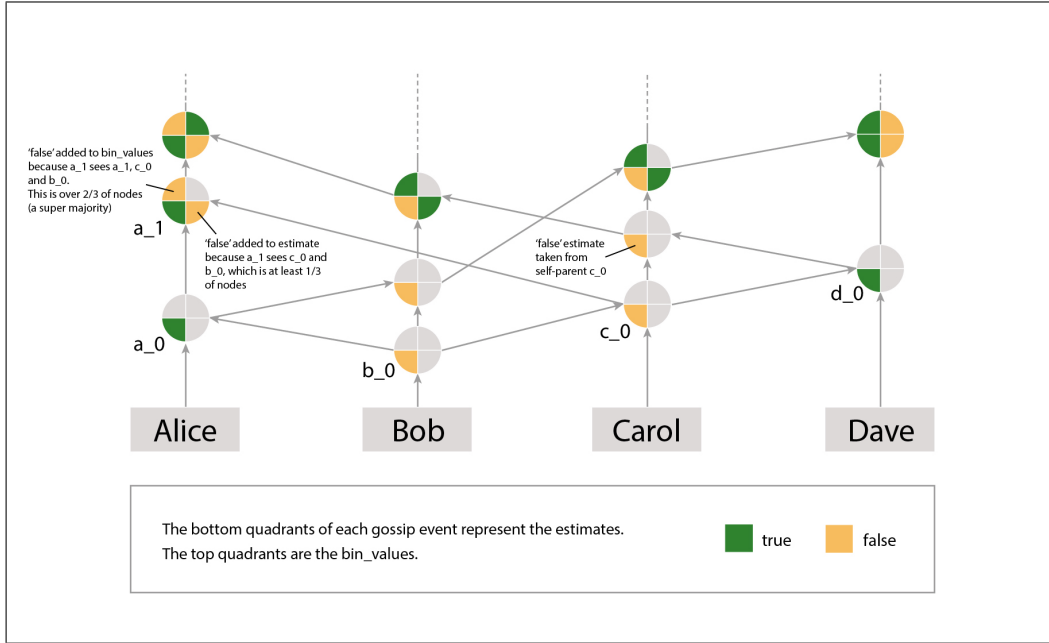 'false' added to bin_values
because a_1 sees a_1, c_0
and b_0.
This is over 2/3 of nodes
(a super majority)
a_1
'false' added to estimate
because a_1 sees c_0 and
b_0, which is at least 1/3
of nodes
'false' estimate
taken from
self-parent c_0
d_0
a_0
c_0
b_0
Alice
Bob
Carol
Dave
The bottom quadrants of each gossip event represent the estimates.
The top quadrants are the bin_values.
true
false